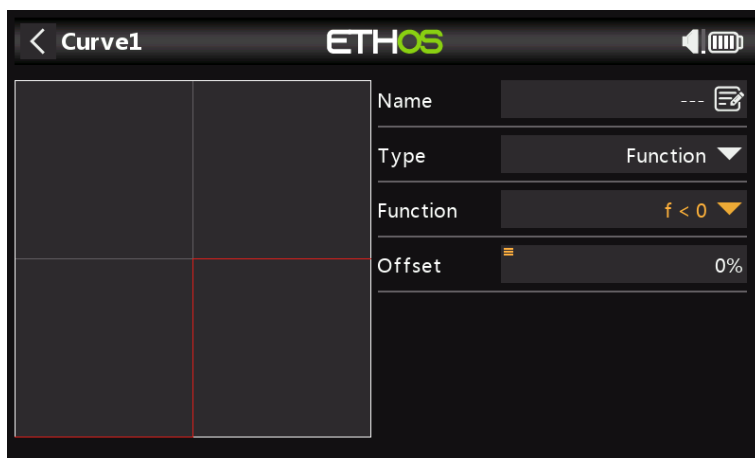 Curve1 ETHOS
Name ---
Type Function
Function f < 0
Offset 0%